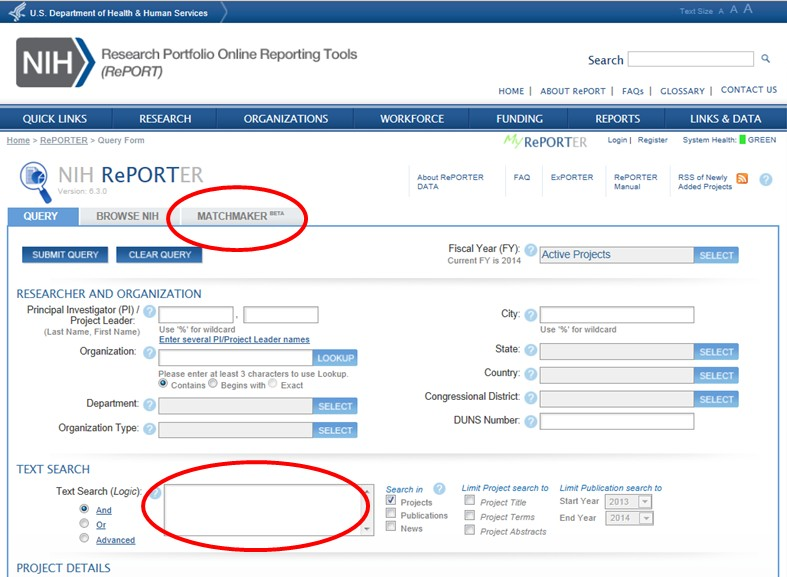 U.S. Department of Health & Human Services
Text Size A A A
NIH
Research Portfolio Online Reporting Tools
(RePORT)
Search
HOME | ABOUT RePORT | FAQs | GLOSSARY | CONTACT US
QUICK LINKS RESEARCH ORGANIZATIONS WORKFORCE FUNDING REPORTS LINKS & DATA
Home > RePORTER > Query Form
My RePORTER Login | Register System Health: GREEN
NIH RePORTER
Version: 6.3.0
About RePORTER DATA
FAQ
ExPORTER
RePORTER Manual
RSS of Newly Added Projects
?
QUERY BROWSE NIH MATCHMAKER BETA
SUBMIT QUERY CLEAR QUERY
Fiscal Year (FY): ? Active Projects SELECT
Current FY is 2014
RESEARCHER AND ORGANIZATION
Principal Investigator (PI) / ?
Project Leader:
(Last Name, First Name)
,
Use '%' for wildcard
Enter several PI/Project Leader names
Organization: ? LOOKUP
Please enter at least 3 characters to use Lookup.
Contains Begins with Exact
Department: ? SELECT
Organization Type: ? SELECT
City: ?
Use '%' for wildcard
State: ? SELECT
Country: ? SELECT
Congressional District: ? SELECT
DUNS Number: ?
TEXT SEARCH
Text Search (Logic): ?
And
Or
Advanced
Search in ?
Projects
Publications
News
Limit Project search to
Project Title
Project Terms
Project Abstracts
Limit Publication search to
Start Year 2013
End Year 2014
PROJECT DETAILS